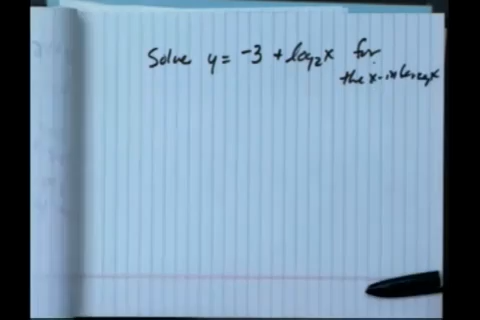 Solve y = -3 + log₂x for
the x-intercept